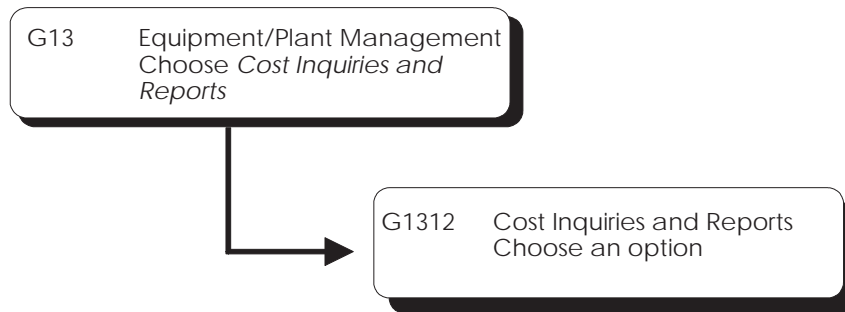 G13 Equipment/Plant Management
Choose Cost Inquiries and
Reports
G1312 Cost Inquiries and Reports
Choose an option